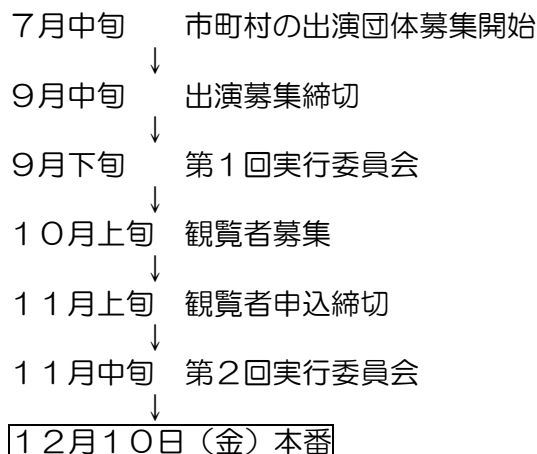 ７月中旬　　市町村の出演団体募集開始
↓
９月中旬　　出演募集締切
↓
９月下旬　　第１回実行委員会
↓
１０月上旬　観覧者募集
↓
１１月上旬　観覧者申込締切
↓
１１月中旬　第２回実行委員会
↓
１２月１０日（金）本番